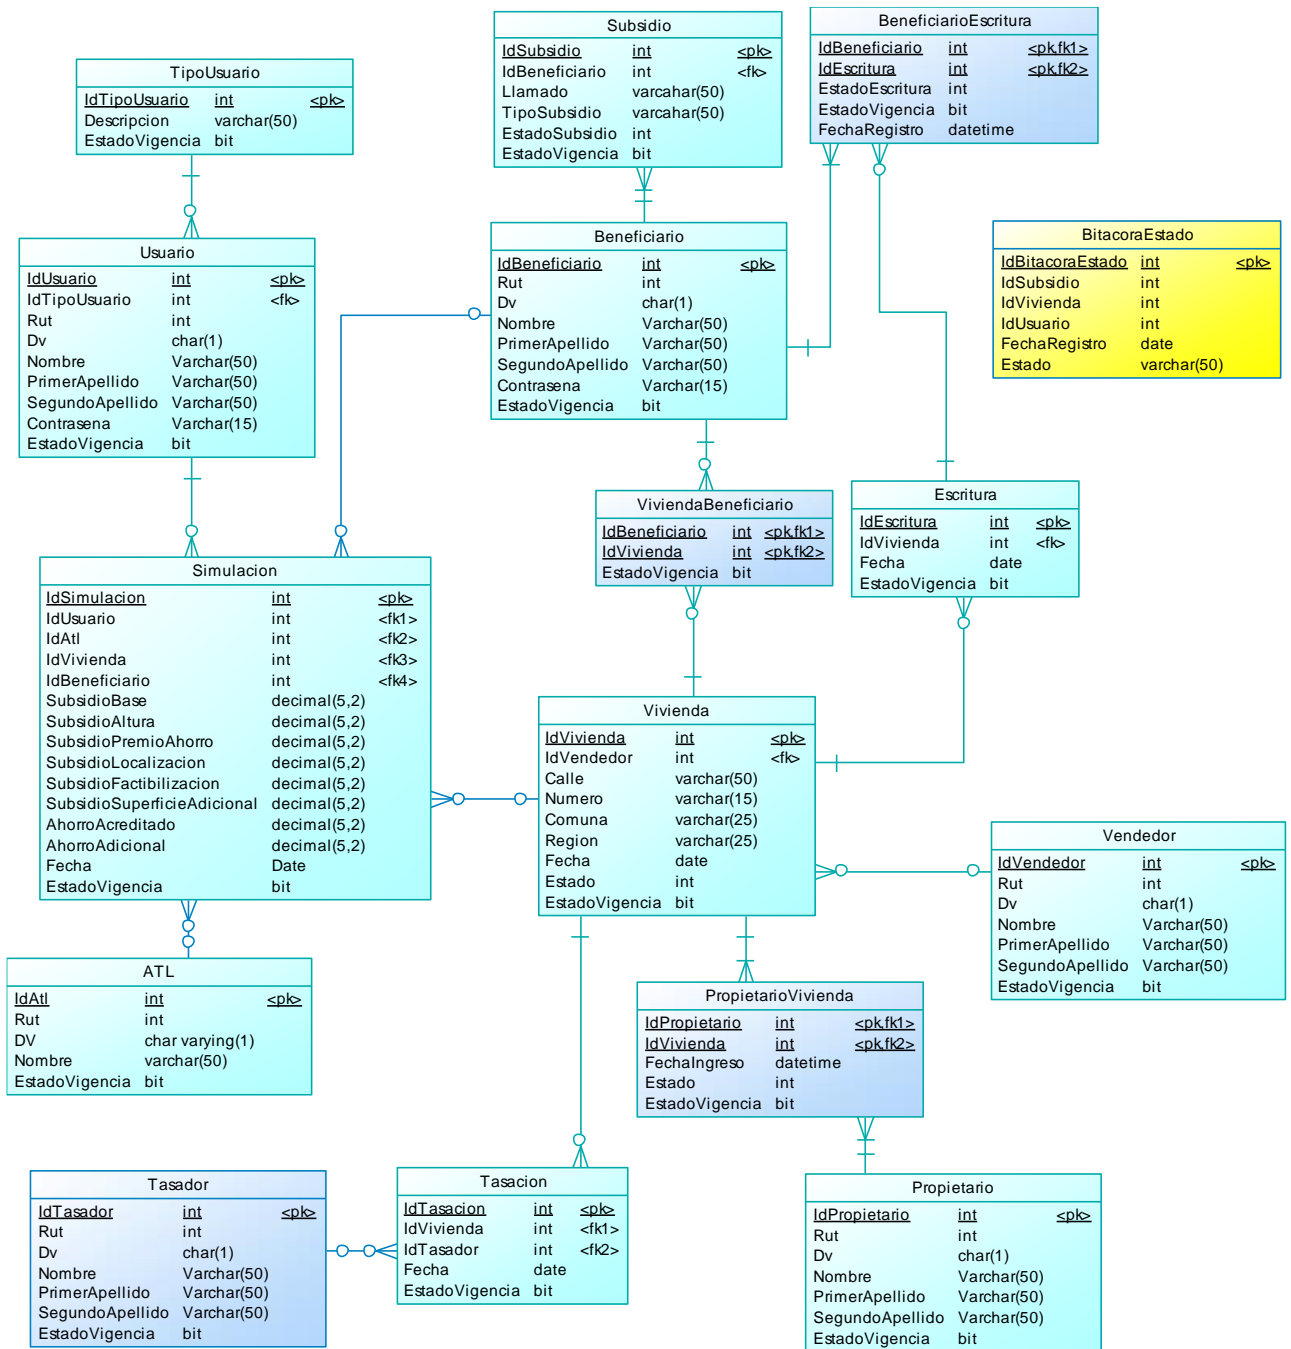 Subsidio
IdSubsidio int <pk>
IdBeneficiario int <fk>
Llamado varcahar(50)
TipoSubsidio varcahar(50)
EstadoSubsidio int
EstadoVigencia bit
BeneficiarioEscritura
IdBeneficiario int <pk,fk1>
IdEscritura int <pk,fk2>
EstadoEscritura int
EstadoVigencia bit
FechaRegistro datetime
TipoUsuario
IdTipoUsuario int <pk>
Descripcion varchar(50)
EstadoVigencia bit
Usuario
IdUsuario int <pk>
IdTipoUsuario int <fk>
Rut int
Dv char(1)
Nombre Varchar(50)
PrimerApellido Varchar(50)
SegundoApellido Varchar(50)
Contrasena Varchar(15)
EstadoVigencia bit
Beneficiario
IdBeneficiario int <pk>
Rut int
Dv char(1)
Nombre Varchar(50)
PrimerApellido Varchar(50)
SegundoApellido Varchar(50)
Contrasena Varchar(15)
EstadoVigencia bit
BitacoraEstado
IdBitacoraEstado int <pk>
IdSubsidio int
IdVivienda int
IdUsuario int
FechaRegistro date
Estado varchar(50)
ViviendaBeneficiario
IdBeneficiario int <pk,fk1>
IdVivienda int <pk,fk2>
EstadoVigencia bit
Escritura
IdEscritura int <pk>
IdVivienda int <fk>
Fecha date
EstadoVigencia bit
Simulacion
IdSimulacion int <pk>
IdUsuario int <fk1>
IdAtl int <fk2>
IdVivienda int <fk3>
IdBeneficiario int <fk4>
SubsidioBase decimal(5,2)
SubsidioAltura decimal(5,2)
SubsidioPremioAhorro decimal(5,2)
SubsidioLocalizacion decimal(5,2)
SubsidioFactibilizacion decimal(5,2)
SubsidioSuperficieAdicional decimal(5,2)
AhorroAcreditado decimal(5,2)
AhorroAdicional decimal(5,2)
Fecha Date
EstadoVigencia bit
Vivienda
IdVivienda int <pk>
IdVendedor int <fk>
Calle varchar(50)
Numero varchar(15)
Comuna varchar(25)
Region varchar(25)
Fecha date
Estado int
EstadoVigencia bit
Vendedor
IdVendedor int <pk>
Rut int
Dv char(1)
Nombre Varchar(50)
PrimerApellido Varchar(50)
SegundoApellido Varchar(50)
EstadoVigencia bit
ATL
IdAtl int <pk>
Rut int
DV char varying(1)
Nombre varchar(50)
EstadoVigencia bit
PropietarioVivienda
IdPropietario int <pk,fk1>
IdVivienda int <pk,fk2>
FechaIngreso datetime
Estado int
EstadoVigencia bit
Tasador
IdTasador int <pk>
Rut int
Dv char(1)
Nombre Varchar(50)
PrimerApellido Varchar(50)
SegundoApellido Varchar(50)
EstadoVigencia bit
Tasacion
IdTasacion int <pk>
IdVivienda int <fk1>
IdTasador int <fk2>
Fecha date
EstadoVigencia bit
Propietario
IdPropietario int <pk>
Rut int
Dv char(1)
Nombre Varchar(50)
PrimerApellido Varchar(50)
SegundoApellido Varchar(50)
EstadoVigencia bit